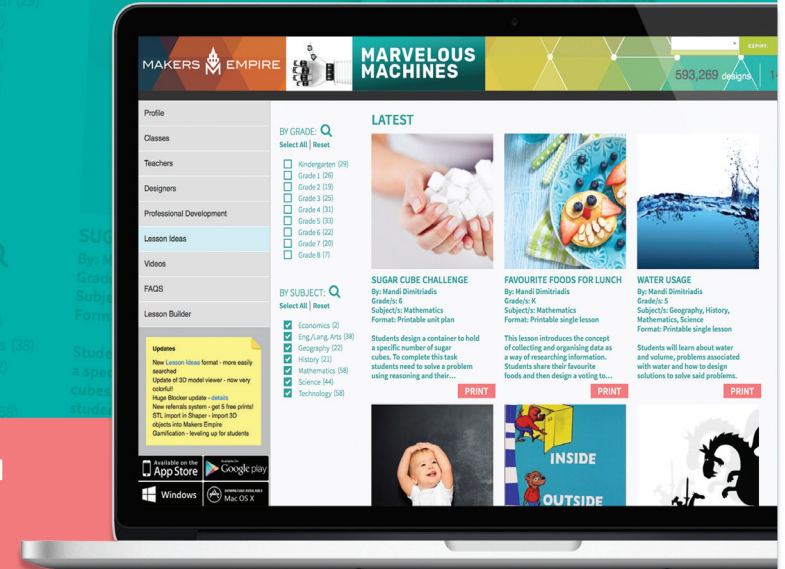 MAKERS EMPIRE
MARVELOUS
MACHINES
EXPIRY:
593,269 designs
Profile
Classes
Teachers
Designers
Professional Development
Lesson Ideas
Videos
FAQS
Lesson Builder
Updates
New Lesson Ideas format - more easily
searched
Update of 3D model viewer - now very
colorful!
Huge Blocker update - details
New referrals system - get 5 free prints!
STL import in Shaper - import 3D
objects into Makers Empire
Gamification - leveling up for students
Available on the
App Store
Available On
Google play
Windows
DOWNLOAD AVAILABLE
Mac OS X
BY GRADE:
Select All | Reset
Kindergarten (29)
Grade 1 (26)
Grade 2 (19)
Grade 3 (25)
Grade 4 (31)
Grade 5 (33)
Grade 6 (22)
Grade 7 (20)
Grade 8 (7)
BY SUBJECT:
Select All | Reset
Economics (2)
Eng./Lang. Arts (38)
Geography (22)
History (21)
Mathematics (58)
Science (44)
Technology (58)
LATEST
SUGAR CUBE CHALLENGE
By: Mandi Dimitriadis
Grade/s: 6
Subject/s: Mathematics
Format: Printable unit plan
Students design a container to hold
a specific number of sugar
cubes. To complete this task
students need to solve a problem
using reasoning and their...
PRINT
FAVOURITE FOODS FOR LUNCH
By: Mandi Dimitriadis
Grade/s: K
Subject/s: Mathematics
Format: Printable single lesson
This lesson introduces the concept
of collecting and organising data as
a way of researching information.
Students share their favourite
foods and then design a voting to...
PRINT
WATER USAGE
By: Mandi Dimitriadis
Grade/s: 5
Subject/s: Geography, History,
Mathematics, Science
Format: Printable single lesson
Students will learn about water
and volume, problems associated
with water and how to design
solutions to solve said problems.
PRINT
INSIDE
OUTSIDE